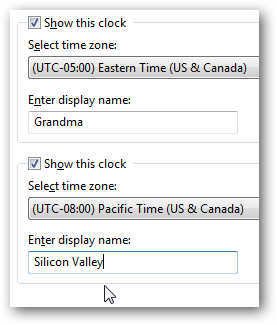 Show this clock
Select time zone:
(UTC-05:00) Eastern Time (US & Canada)
Enter display name:
Grandma
Show this clock
Select time zone:
(UTC-08:00) Pacific Time (US & Canada)
Enter display name:
Silicon Valley